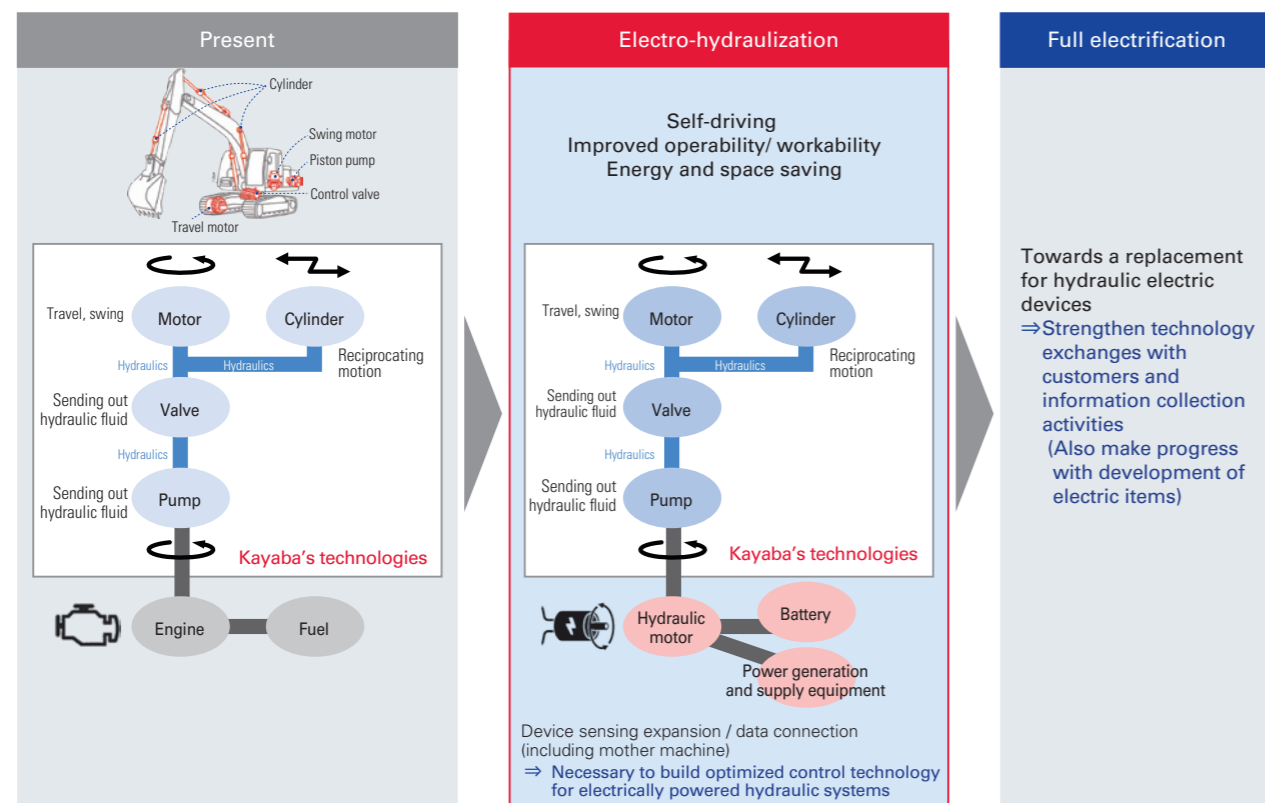 Present
Cylinder
Swing motor
Piston pump
Control valve
Travel motor
Travel, swing
Motor
Cylinder
Hydraulics
Hydraulics
Reciprocating
motion
Sending out
hydraulic fluid
Valve
Hydraulics
Sending out
hydraulic fluid
Pump
Kayaba's technologies
Engine
Fuel
Electro-hydraulization
Self-driving
Improved operability/ workability
Energy and space saving
Travel, swing
Motor
Cylinder
Hydraulics
Hydraulics
Reciprocating
motion
Sending out
hydraulic fluid
Valve
Hydraulics
Sending out
hydraulic fluid
Pump
Kayaba's technologies
Hydraulic
motor
Battery
Power generation
and supply equipment
Device sensing expansion / data connection
(including mother machine)
⇒ Necessary to build optimized control technology
for electrically powered hydraulic systems
Full electrification
Towards a replacement
for hydraulic electric
devices
⇒Strengthen technology
exchanges with
customers and
information collection
activities
(Also make progress
with development of
electric items)